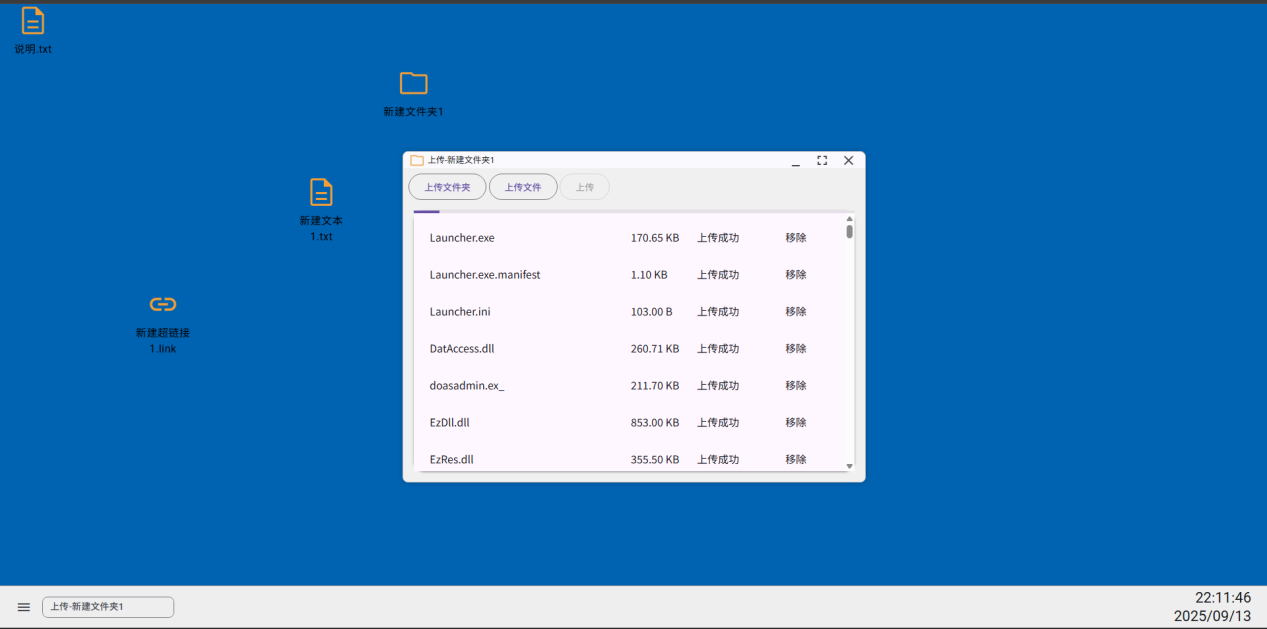 说明.txt
新建文件夹1
新建文本
1.txt
新建超链接
1.link
上传-新建文件夹1
上传文件夹 上传文件 上传
Launcher.exe 170.65 KB 上传成功 移除
Launcher.exe.manifest 1.10 KB 上传成功 移除
Launcher.ini 103.00 B 上传成功 移除
DatAccess.dll 260.71 KB 上传成功 移除
doasadmin.ex_ 211.70 KB 上传成功 移除
EzDll.dll 853.00 KB 上传成功 移除
EzRes.dll 355.50 KB 上传成功 移除
上传-新建文件夹1
22:11:46
2025/09/13